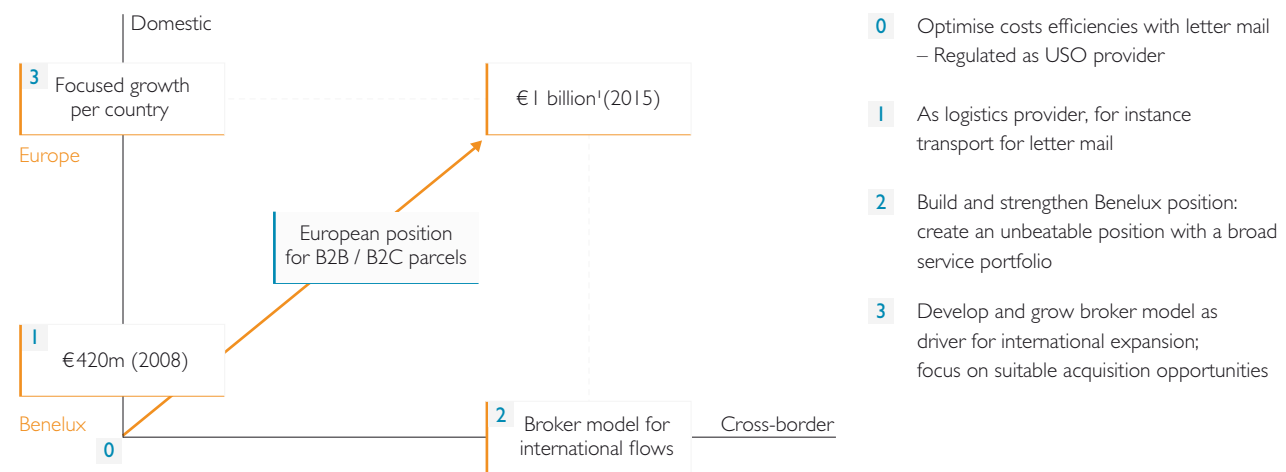 Domestic
3
Focused growth
per country
€1 billion¹(2015)
Europe
European position
for B2B / B2C parcels
1
€420m (2008)
Benelux
0
2
Broker model for
international flows
Cross-border
0 Optimise costs efficiencies with letter mail
– Regulated as USO provider
1 As logistics provider, for instance
transport for letter mail
2 Build and strengthen Benelux position:
create an unbeatable position with a broad
service portfolio
3 Develop and grow broker model as
driver for international expansion;
focus on suitable acquisition opportunities